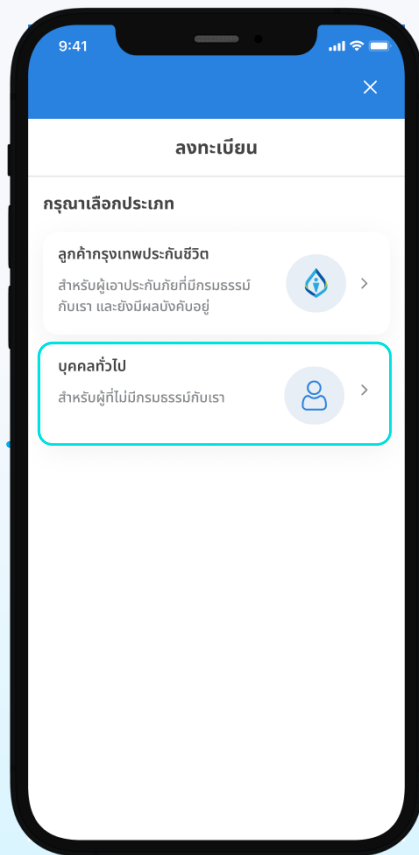 9:41
ลงทะเบียน
กรุณาเลือกประเภท
ลูกค้ากรุงเทพประกันชีวิต
สำหรับผู้เอาประกันภัยที่มีกรมธรรม์
กับเรา และยังมีผลบังคับอยู่
บุคคลทั่วไป
สำหรับผู้ที่ไม่มีกรมธรรม์กับเรา